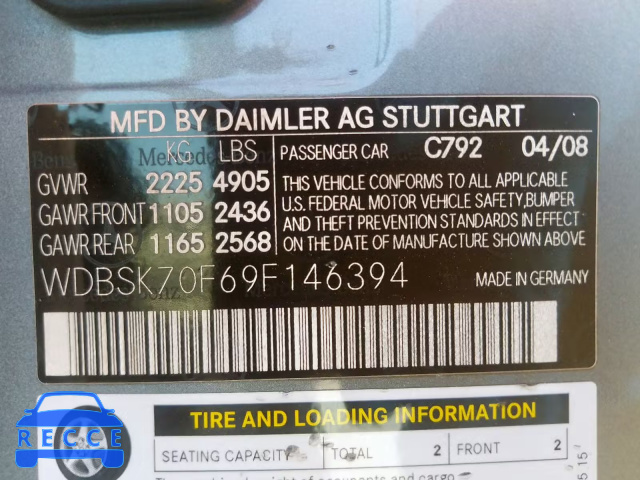 MFD BY DAIMLER AG STUTTGART
KG LBS PASSENGER CAR C792 04/08
GVWR 2225 4905
GAWR FRONT 1105 2436
GAWR REAR 1165 2568
THIS VEHICLE CONFORMS TO ALL APPLICABLE
U.S. FEDERAL MOTOR VEHICLE SAFETY,BUMPER
AND THEFT PREVENTION STANDARDS IN
EFFECT ON THE DATE OF MANUFACTURE
SHOWN ABOVE
WDBSK70F69F146394 MADE IN GERMANY
TIRE AND LOADING INFORMATION
SEATING CAPACITY TOTAL 2 FRONT 2
RECCE